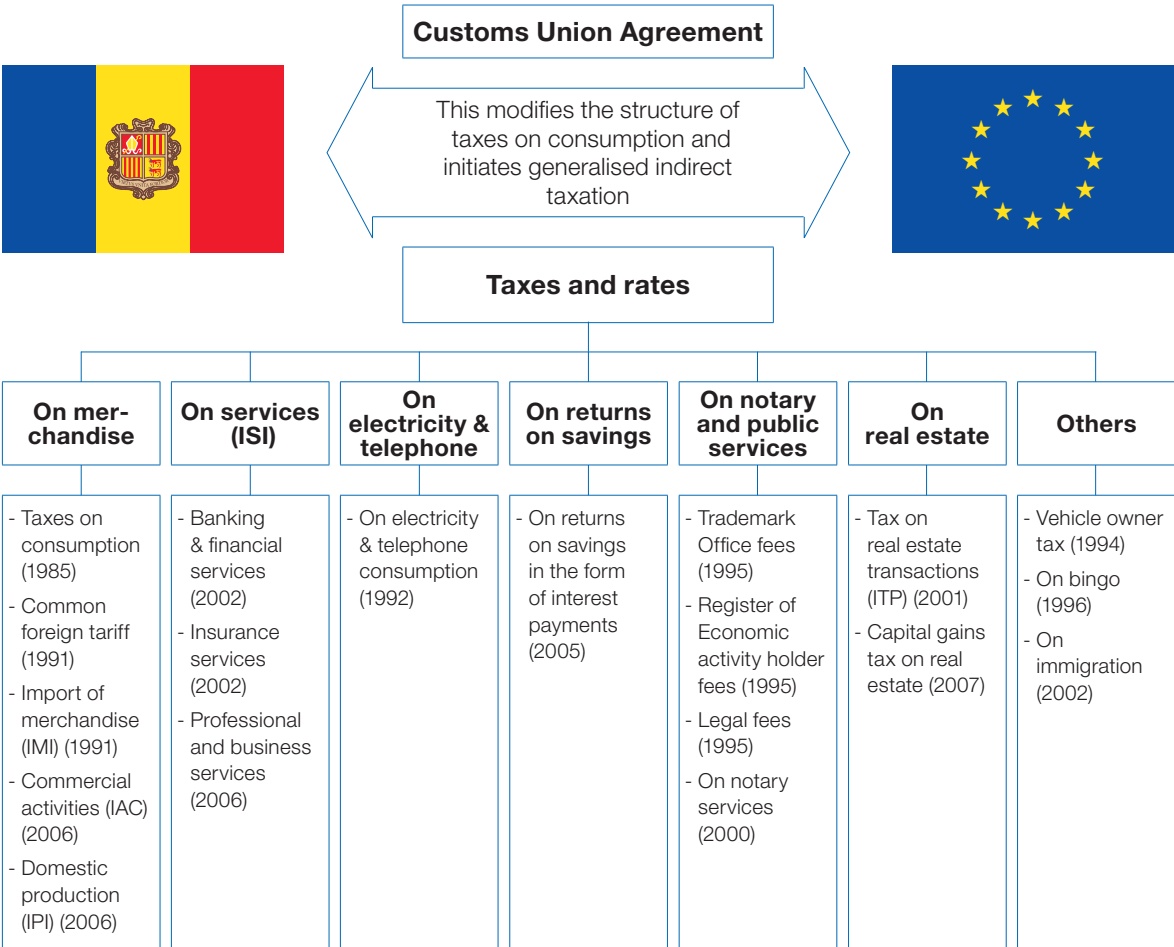 Customs Union Agreement
This modifies the structure of
taxes on consumption and
initiates generalised indirect
taxation
Taxes and rates
On mer-
chandise
- Taxes on
consumption
(1985)
- Common
foreign tariff
(1991)
- Import of
merchandise
(IMI) (1991)
- Commercial
activities (IAC)
(2006)
- Domestic
production
(IPI) (2006)
On services
(ISI)
- Banking
& financial
services
(2002)
- Insurance
services
(2002)
- Professional
and business
services
(2006)
On
electricity &
telephone
- On electricity
& telephone
consumption
(1992)
On returns
on savings
- On returns
on savings
in the form
of interest
payments
(2005)
On notary
and public
services
- Trademark
Office fees
(1995)
- Register of
Economic
activity holder
fees (1995)
- Legal fees
(1995)
- On notary
services
(2000)
On
real estate
- Tax on
real estate
transactions
(ITP) (2001)
- Capital gains
tax on real
estate (2007)
Others
- Vehicle owner
tax (1994)
- On bingo
(1996)
- On
immigration
(2002)